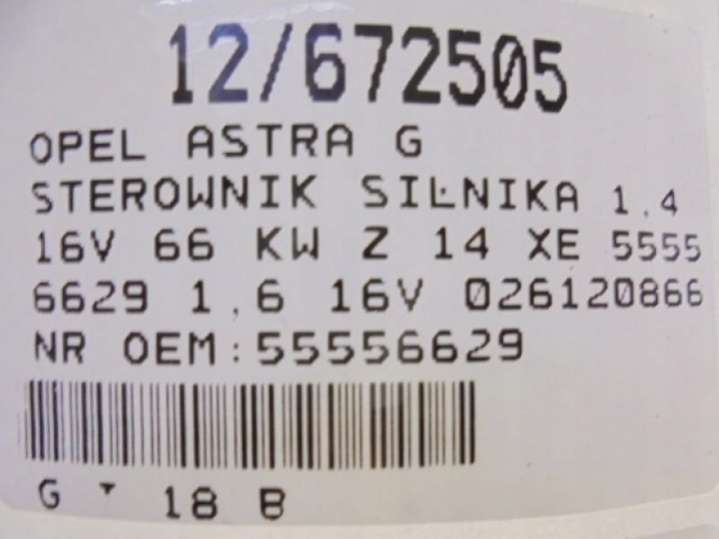 12/672505
OPEL ASTRA G
STEROWNIK SIŁNIKA 1.4
16V 66 KW Z 14 XE 5555
6629 1.6 16V 026120866
NR OEM:55556629
G ▾ 18 B